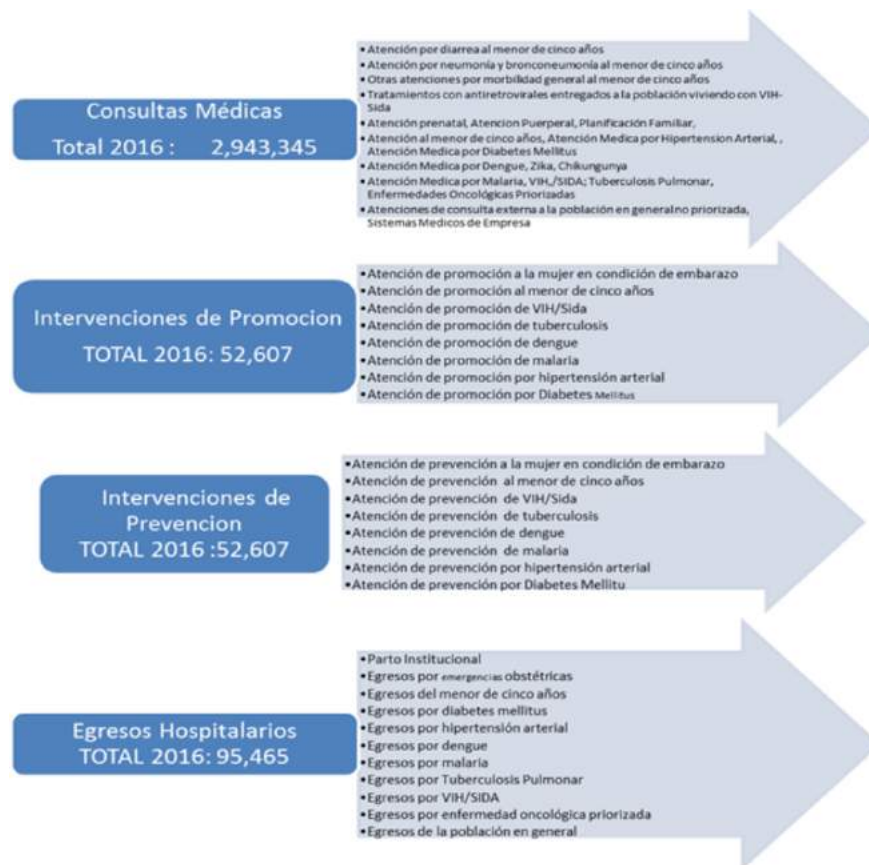 Consultas Médicas
Total 2016 : 2,943,345
•Atención por diarrea al menor de cinco años
•Atención por neumonía y bronconeumonía al menor de cinco años
•Otras atenciones por morbilidad general al menor de cinco años
•Tratamientos con antiretrovirales entregados a la población viviendo con VIH-
Sida
•Atención prenatal, Atencion Puerperal, Planificación Familiar,
•Atención al menor de cinco años, Atención Medica por Hipertension Arterial, ,
Atención Medica por Diabetes Mellitus
•Atención Medica por Dengue, Zika, Chikungunya
•Atención Medica por Malaria, VIH,/SIDA; Tuberculosis Pulmonar,
Enfermedades Oncológicas Priorizadas
•Atenciones de consulta externa a la población en general no priorizada,
Sistemas Medicos de Empresa
Intervenciones de Promocion
TOTAL 2016: 52,607
•Atención de promoción a la mujer en condición de embarazo
•Atención de promoción al menor de cinco años
•Atención de promoción de VIH/Sida
•Atención de promoción de tuberculosis
•Atención de promoción de dengue
•Atención de promoción de malaria
•Atención de promoción por hipertensión arterial
•Atención de promoción por Diabetes Mellitus
Intervenciones de
Prevencion
TOTAL 2016 :52,607
•Atención de prevención a la mujer en condición de embarazo
•Atención de prevención al menor de cinco años
•Atención de prevención de VIH/Sida
•Atención de prevención de tuberculosis
•Atención de prevención de dengue
•Atención de prevención de malaria
•Atención de prevención por hipertensión arterial
•Atención de prevención por Diabetes Mellitu
Egresos Hospitalarios
TOTAL 2016: 95,465
•Parto Institucional
•Egresos por emergencias obstétricas
•Egresos del menor de cinco años
•Egresos por diabetes mellitus
•Egresos por hipertensión arterial
•Egresos por dengue
•Egresos por malaria
•Egresos por Tuberculosis Pulmonar
•Egresos por VIH/SIDA
•Egresos por enfermedad oncológica priorizada
•Egresos de la población en general